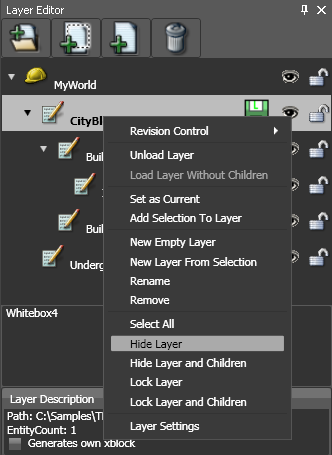 Layer Editor
MyWorld
CityBl
Revision Control
Buil
Unload Layer
Load Layer Without Children
Set as Current
Add Selection To Layer
Buil
New Empty Layer
Underg
New Layer From Selection
Rename
Remove
Whitebox4
Select All
Hide Layer
Hide Layer and Children
Lock Layer
Layer Description
Lock Layer and Children
Path: C:\Samples\T
EntityCount: 1
Layer Settings
Generates own xblock